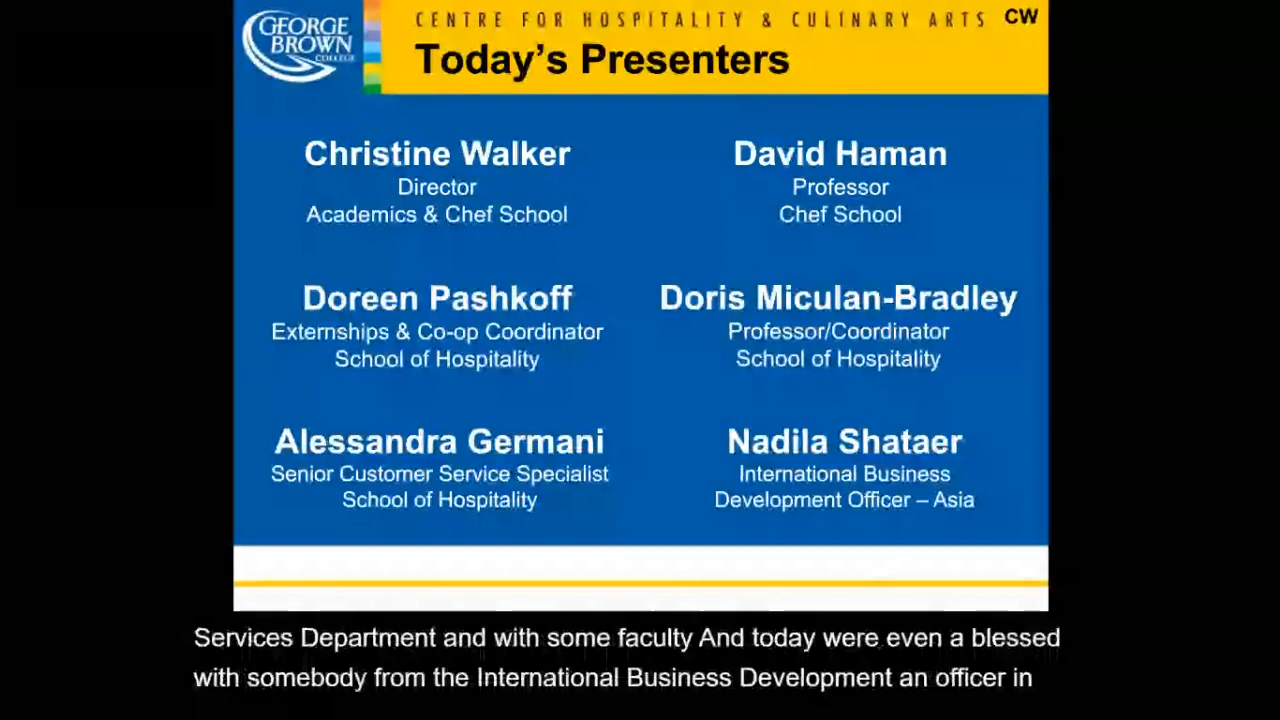 GEORGE
BROWN
COLLEGE
CENTRE FOR HOSPITALITY & CULINARY ARTS CW
Today's Presenters
Christine Walker
Director
Academics & Chef School
David Haman
Professor
Chef School
Doreen Pashkoff
Externships & Co-op Coordinator
School of Hospitality
Doris Miculan-Bradley
Professor/Coordinator
School of Hospitality
Alessandra Germani
Senior Customer Service Specialist
School of Hospitality
Nadila Shataer
International Business
Development Officer – Asia
Services Department and with some faculty And today were even a blessed
with somebody from the International Business Development an officer in